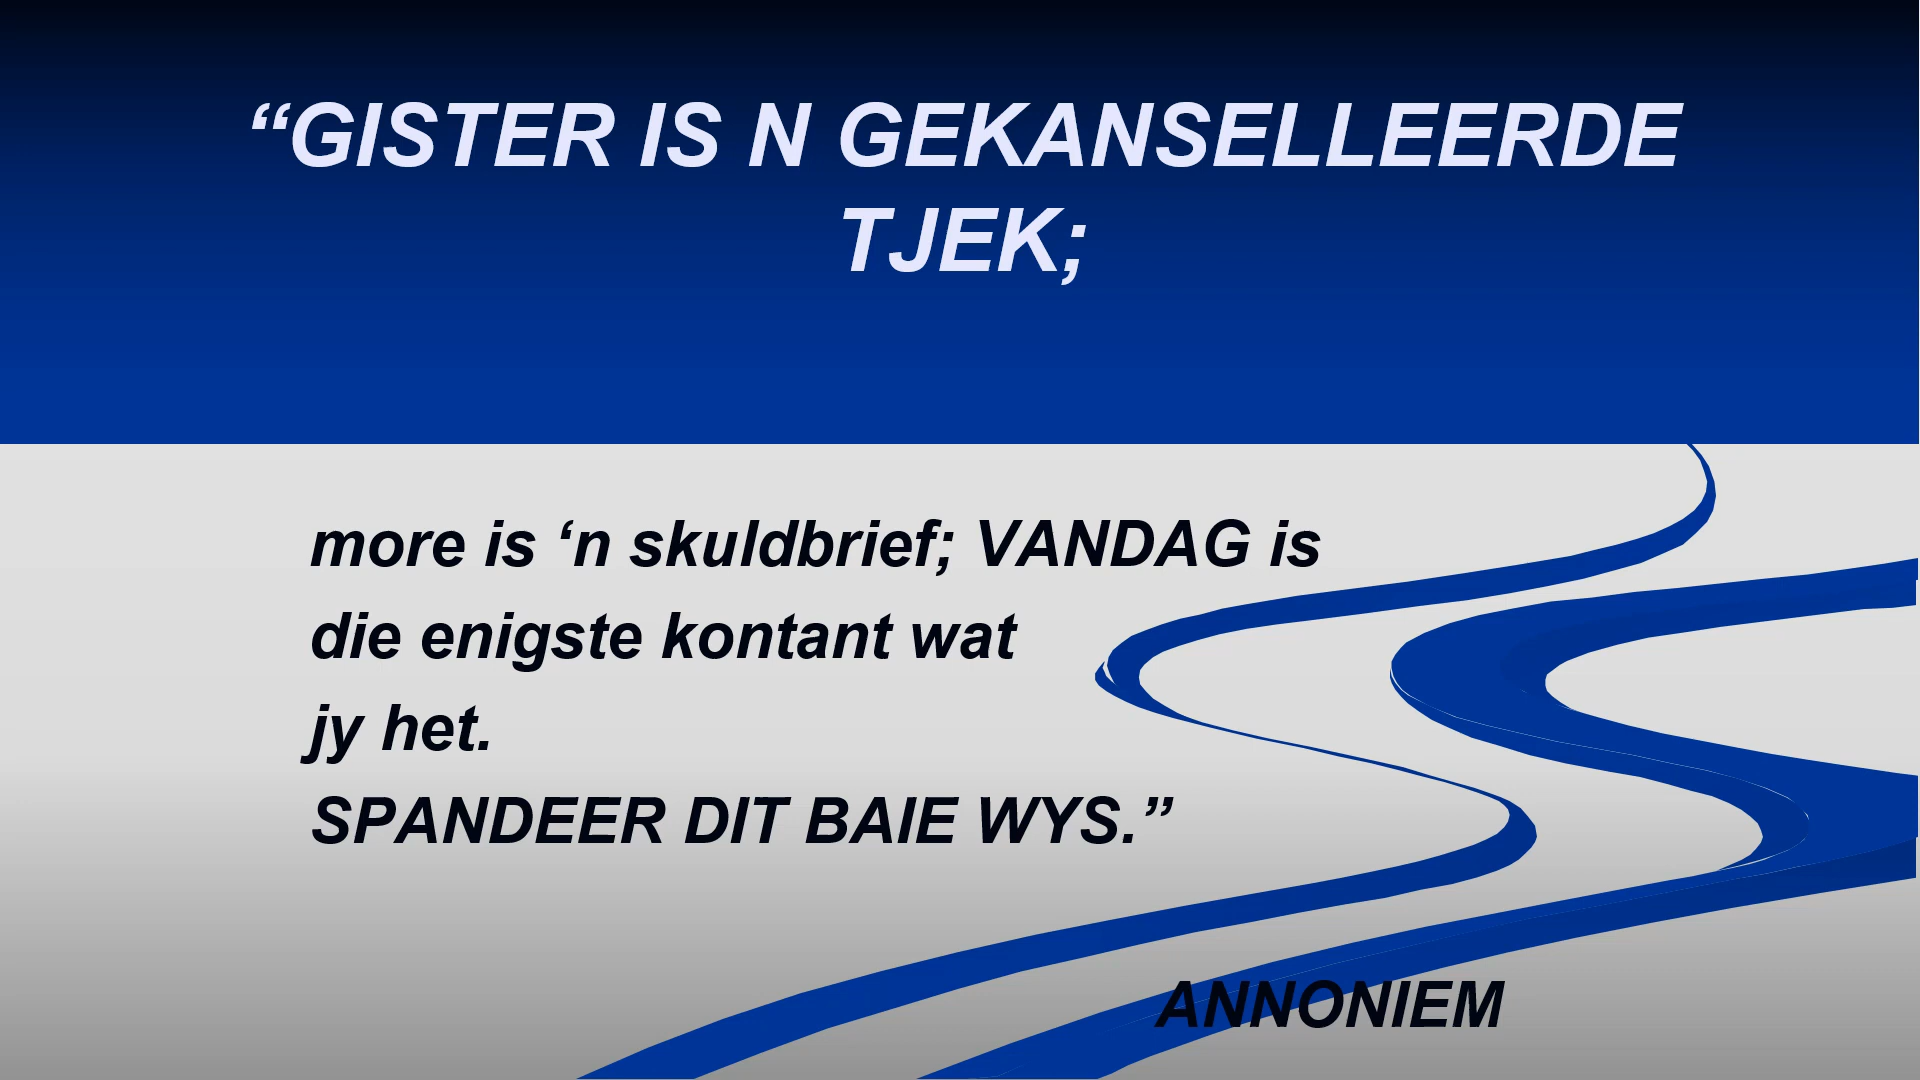 “GISTER IS N GEKANSELLEERDE
TJEK;
more is ‘n skuldbrief; VANDAG is
die enigste kontant wat
jy het.
SPANDEER DIT BAIE WYS.”
ANNONIEM